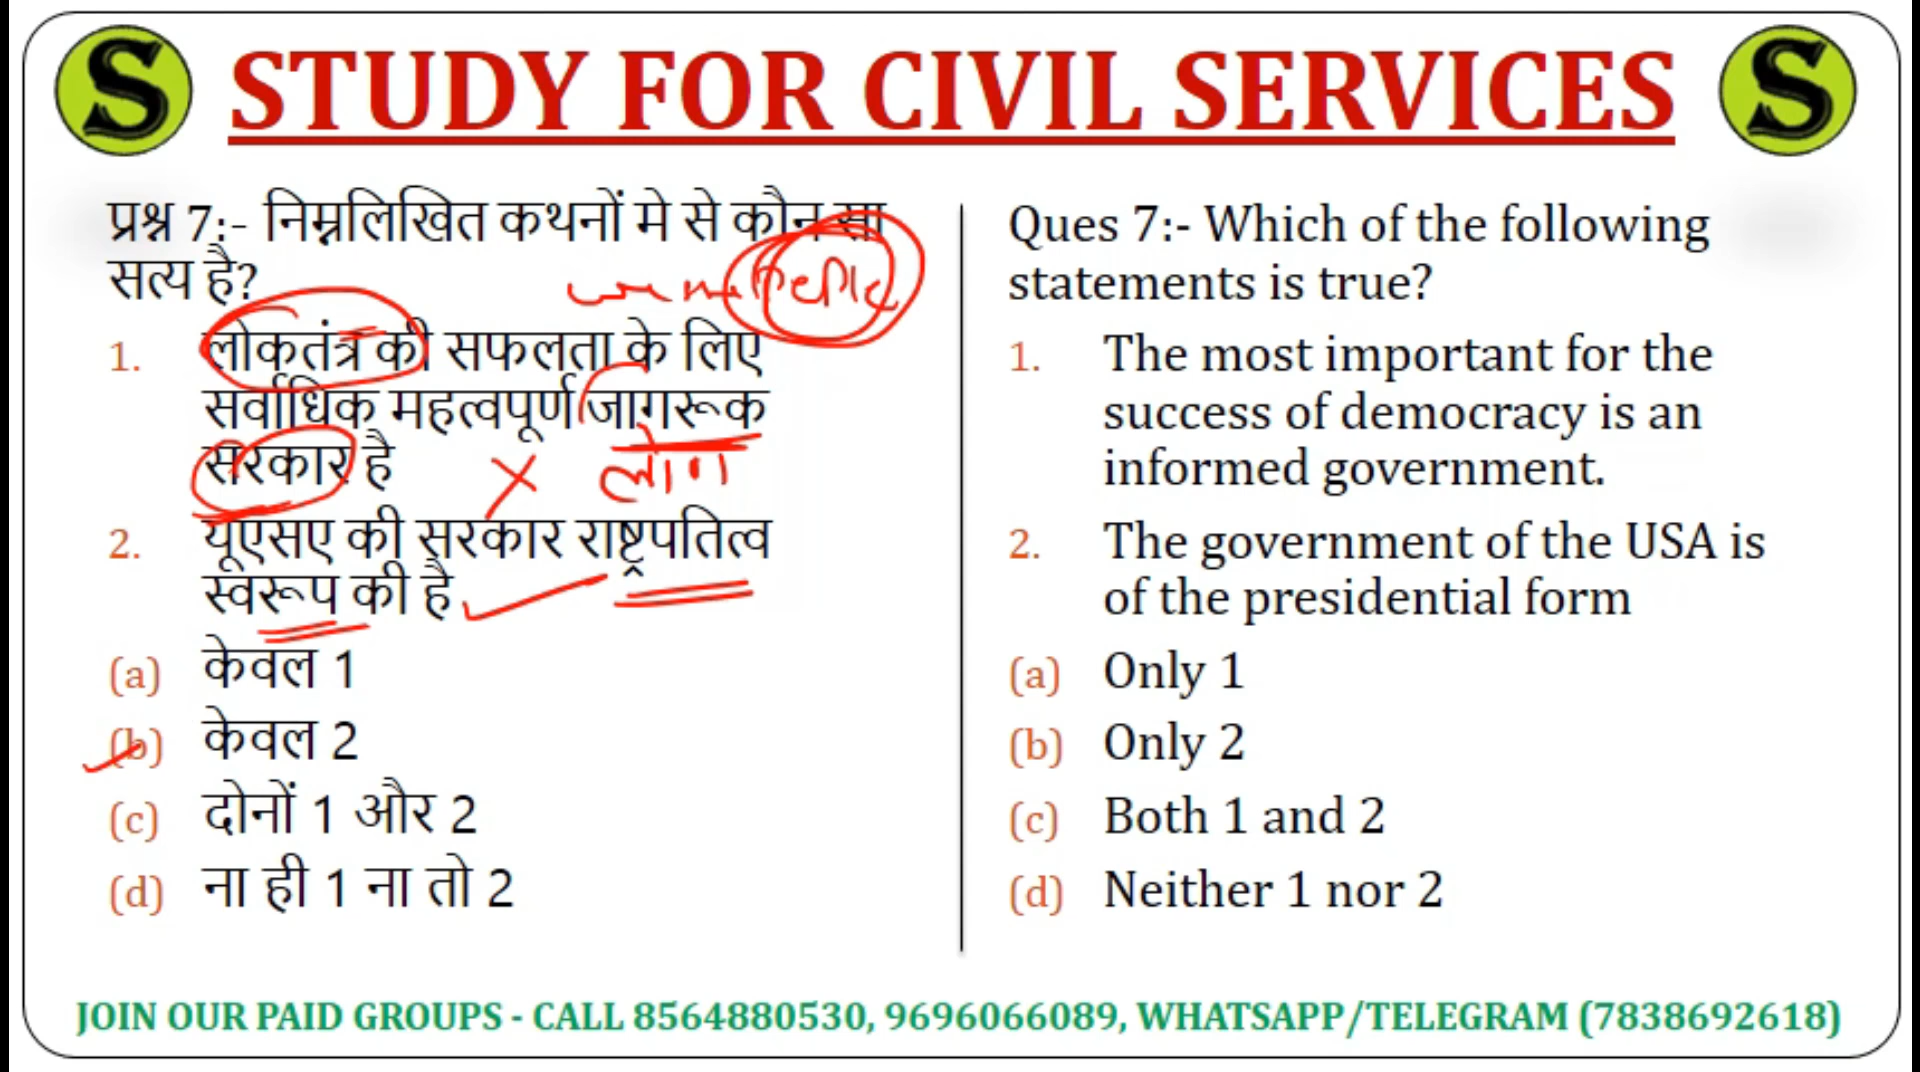 S STUDY FOR CIVIL SERVICES S
प्रश्न 7:- निम्नलिखित कथनों मे से कौन सा
सत्य है?
1. लोकतंत्र की सफलता के लिए
सर्वाधिक महत्वपूर्ण जागरूक
सरकार है
लोग
2. यूएसए की सरकार राष्ट्रपतित्व
स्वरूप की है
(a) केवल 1
(b) केवल 2
(c) दोनों 1 और 2
(d) ना ही 1 ना तो 2
Ques 7:- Which of the following
statements is true?
1. The most important for the
success of democracy is an
informed government.
2. The government of the USA is
of the presidential form
(a) Only 1
(b) Only 2
(c) Both 1 and 2
(d) Neither 1 nor 2
JOIN OUR PAID GROUPS - CALL 8564880530, 9696066089, WHATSAPP/TELEGRAM (7838692618)